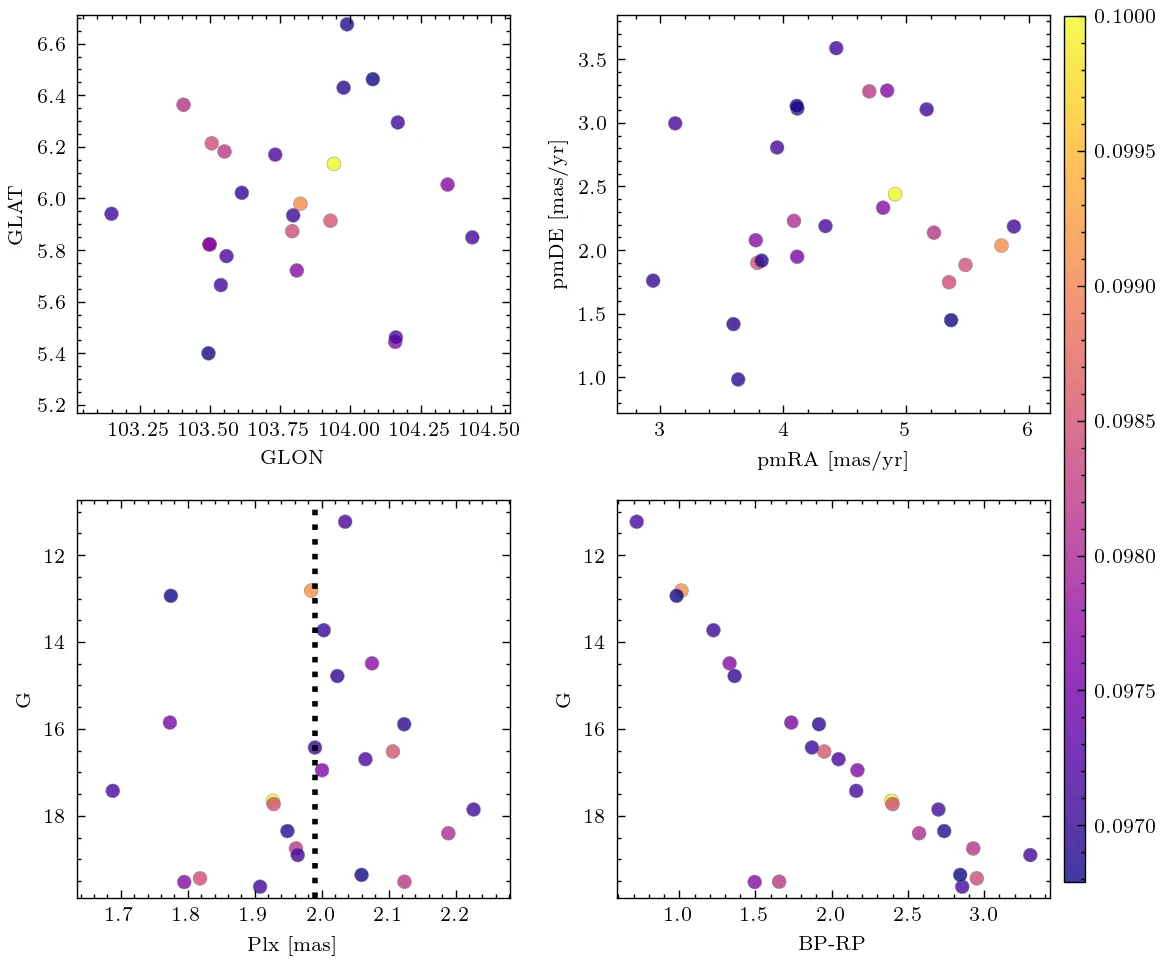 6.6
6.4
6.2
6.0
5.8
5.6
5.4
5.2
GLAT
103.25 103.50 103.75 104.00 104.25 104.50
GLON
3.5
3.0
2.5
2.0
1.5
1.0
pmDE [mas/yr]
3 4 5 6
pmRA [mas/yr]
0.1000
0.0995
0.0990
0.0985
0.0980
0.0975
0.0970
12
14
16
18
G
1.7 1.8 1.9 2.0 2.1 2.2
Plx [mas]
12
14
16
18
G
1.0 1.5 2.0 2.5 3.0
BP-RP